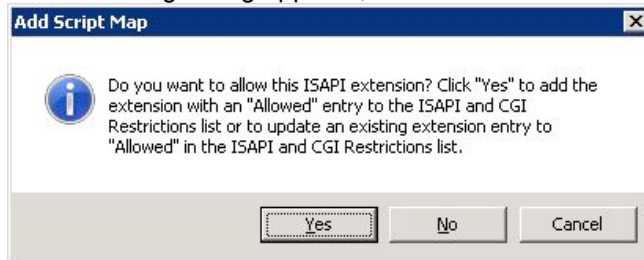 Add Script Map
Do you want to allow this ISAPI extension? Click "Yes" to add the
extension with an "Allowed" entry to the ISAPI and CGI
Restrictions list or to update an existing extension entry to
"Allowed" in the ISAPI and CGI Restrictions list.
Yes
No
Cancel